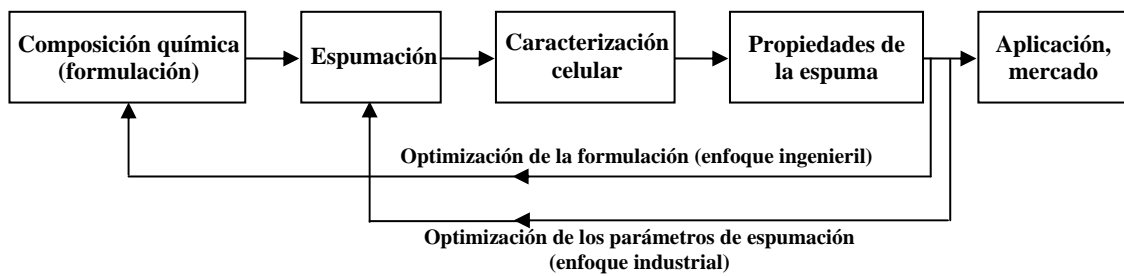 Composición química
(formulación)
Espumación
Caracterización
celular
Propiedades de
la espuma
Aplicación,
mercado
Optimización de la formulación (enfoque ingenieril)
Optimización de los parámetros de espumación
(enfoque industrial)